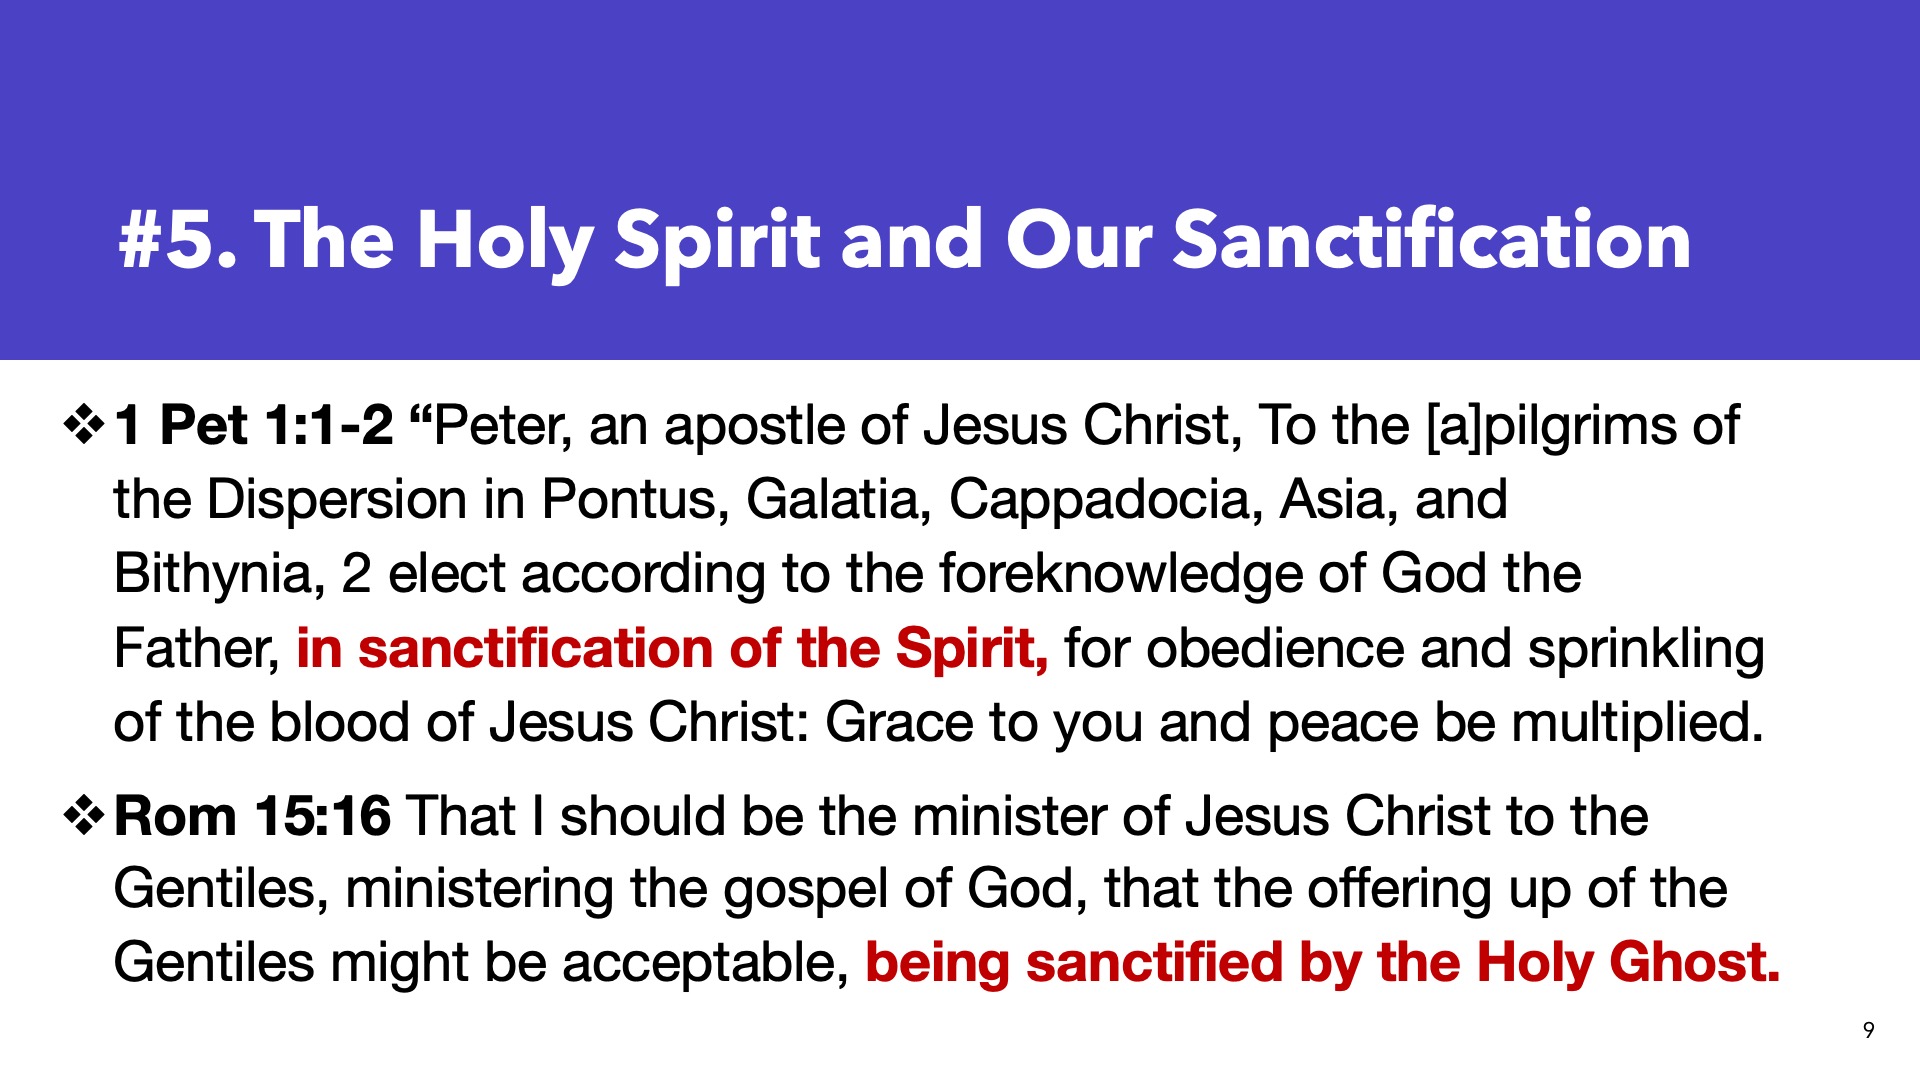 #5. The Holy Spirit and Our Sanctification
❖1 Pet 1:1-2 “Peter, an apostle of Jesus Christ, To the [a]pilgrims of
the Dispersion in Pontus, Galatia, Cappadocia, Asia, and
Bithynia, 2 elect according to the foreknowledge of God the
Father, in sanctification of the Spirit, for obedience and sprinkling
of the blood of Jesus Christ: Grace to you and peace be multiplied.
❖Rom 15:16 That I should be the minister of Jesus Christ to the
Gentiles, ministering the gospel of God, that the offering up of the
Gentiles might be acceptable, being sanctified by the Holy Ghost.
9